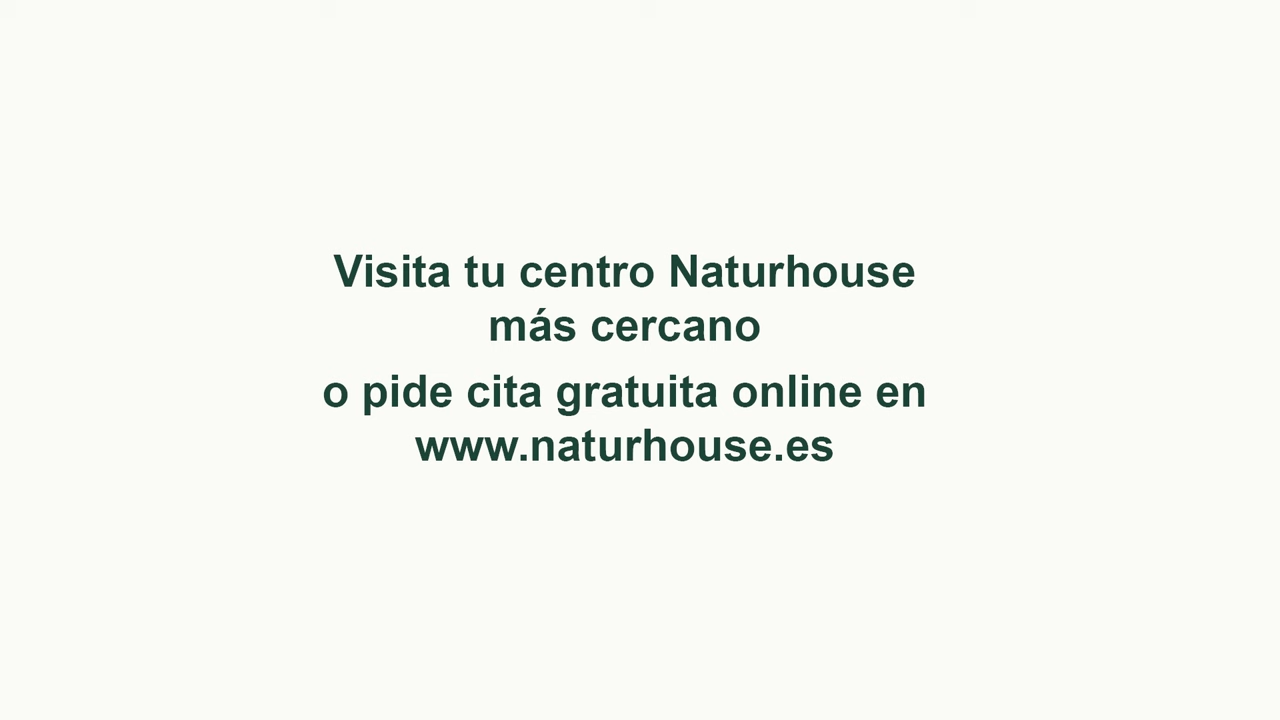 Visita tu centro Naturhouse
más cercano
o pide cita gratuita online en
www.naturhouse.es